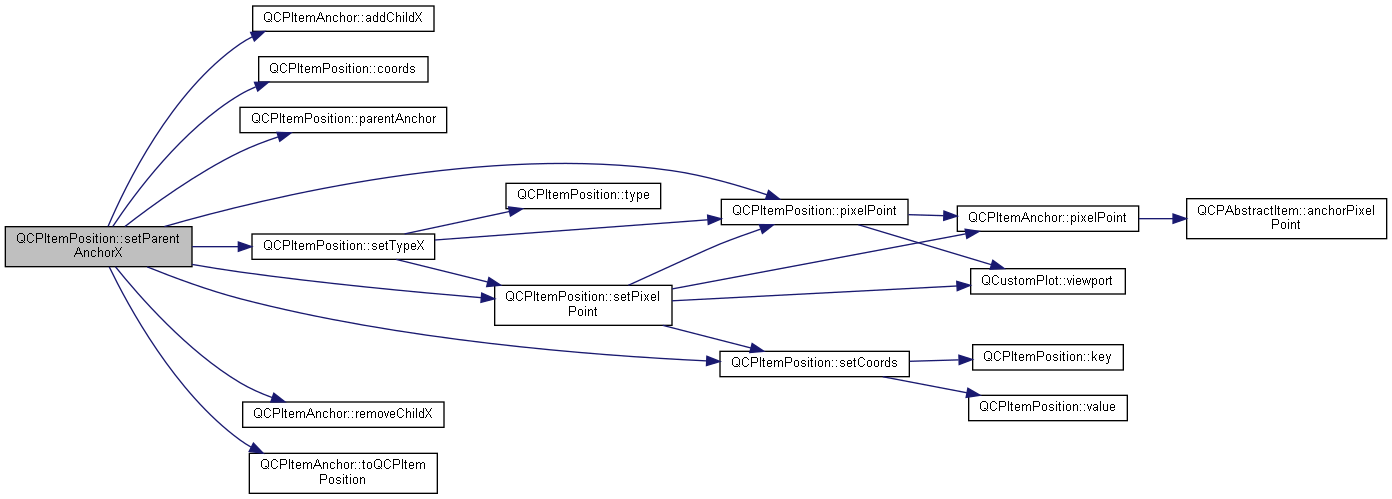 QCPItemAnchor::addChildX
QCPItemPosition::coords
QCPItemPosition::parentAnchor
QCPItemPosition::type
QCPItemPosition::pixelPoint
QCPItemAnchor::pixelPoint
QCPAbstractItem::anchorPixel
Point
QCPItemPosition::setParent
AnchorX
QCPItemPosition::setTypeX
QCPItemPosition::setPixel
Point
QCustomPlot::viewport
QCPItemPosition::setCoords
QCPItemPosition::key
QCPItemPosition::value
QCPItemAnchor::removeChildX
QCPItemAnchor::toQCPItem
Position